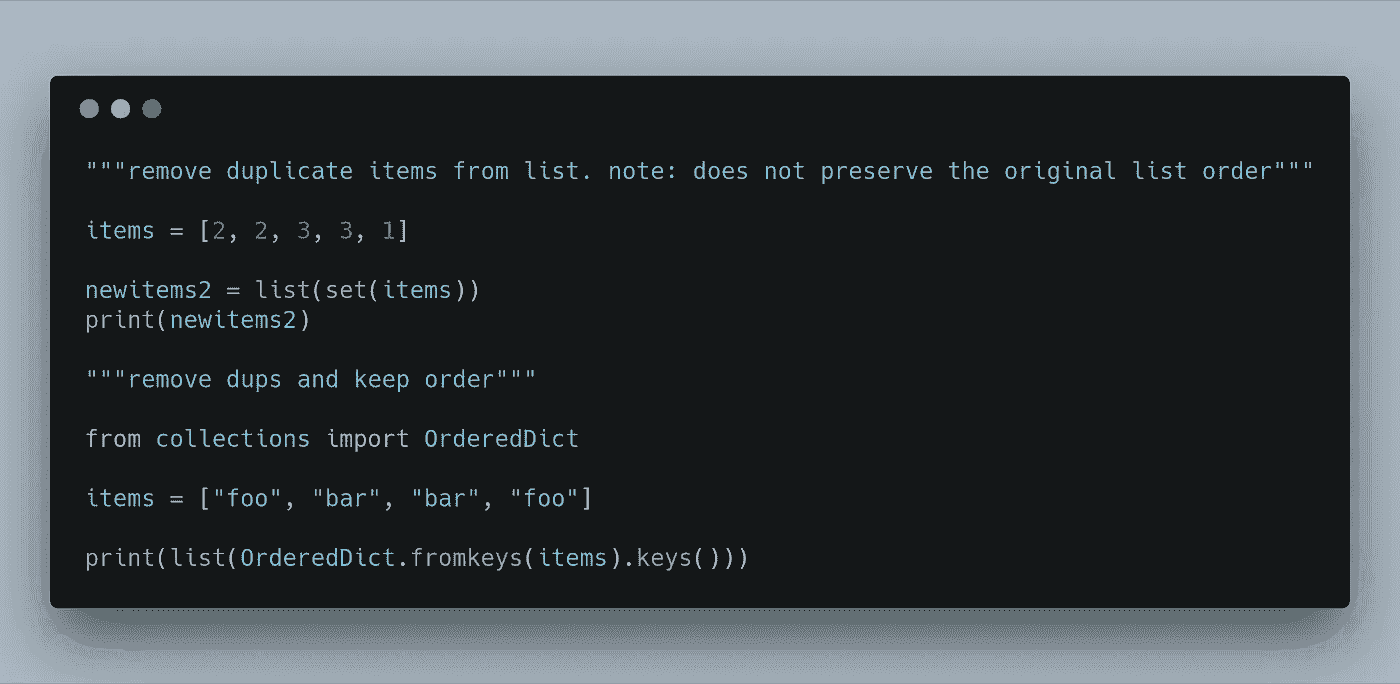 """remove duplicate items from list. note: does not preserve the original list order"""
items = [2, 2, 3, 3, 1]
newitems2 = list(set(items))
print(newitems2)
"""remove dups and keep order"""
from collections import OrderedDict
items = ["foo", "bar", "bar", "foo"]
print(list(OrderedDict.fromkeys(items).keys()))